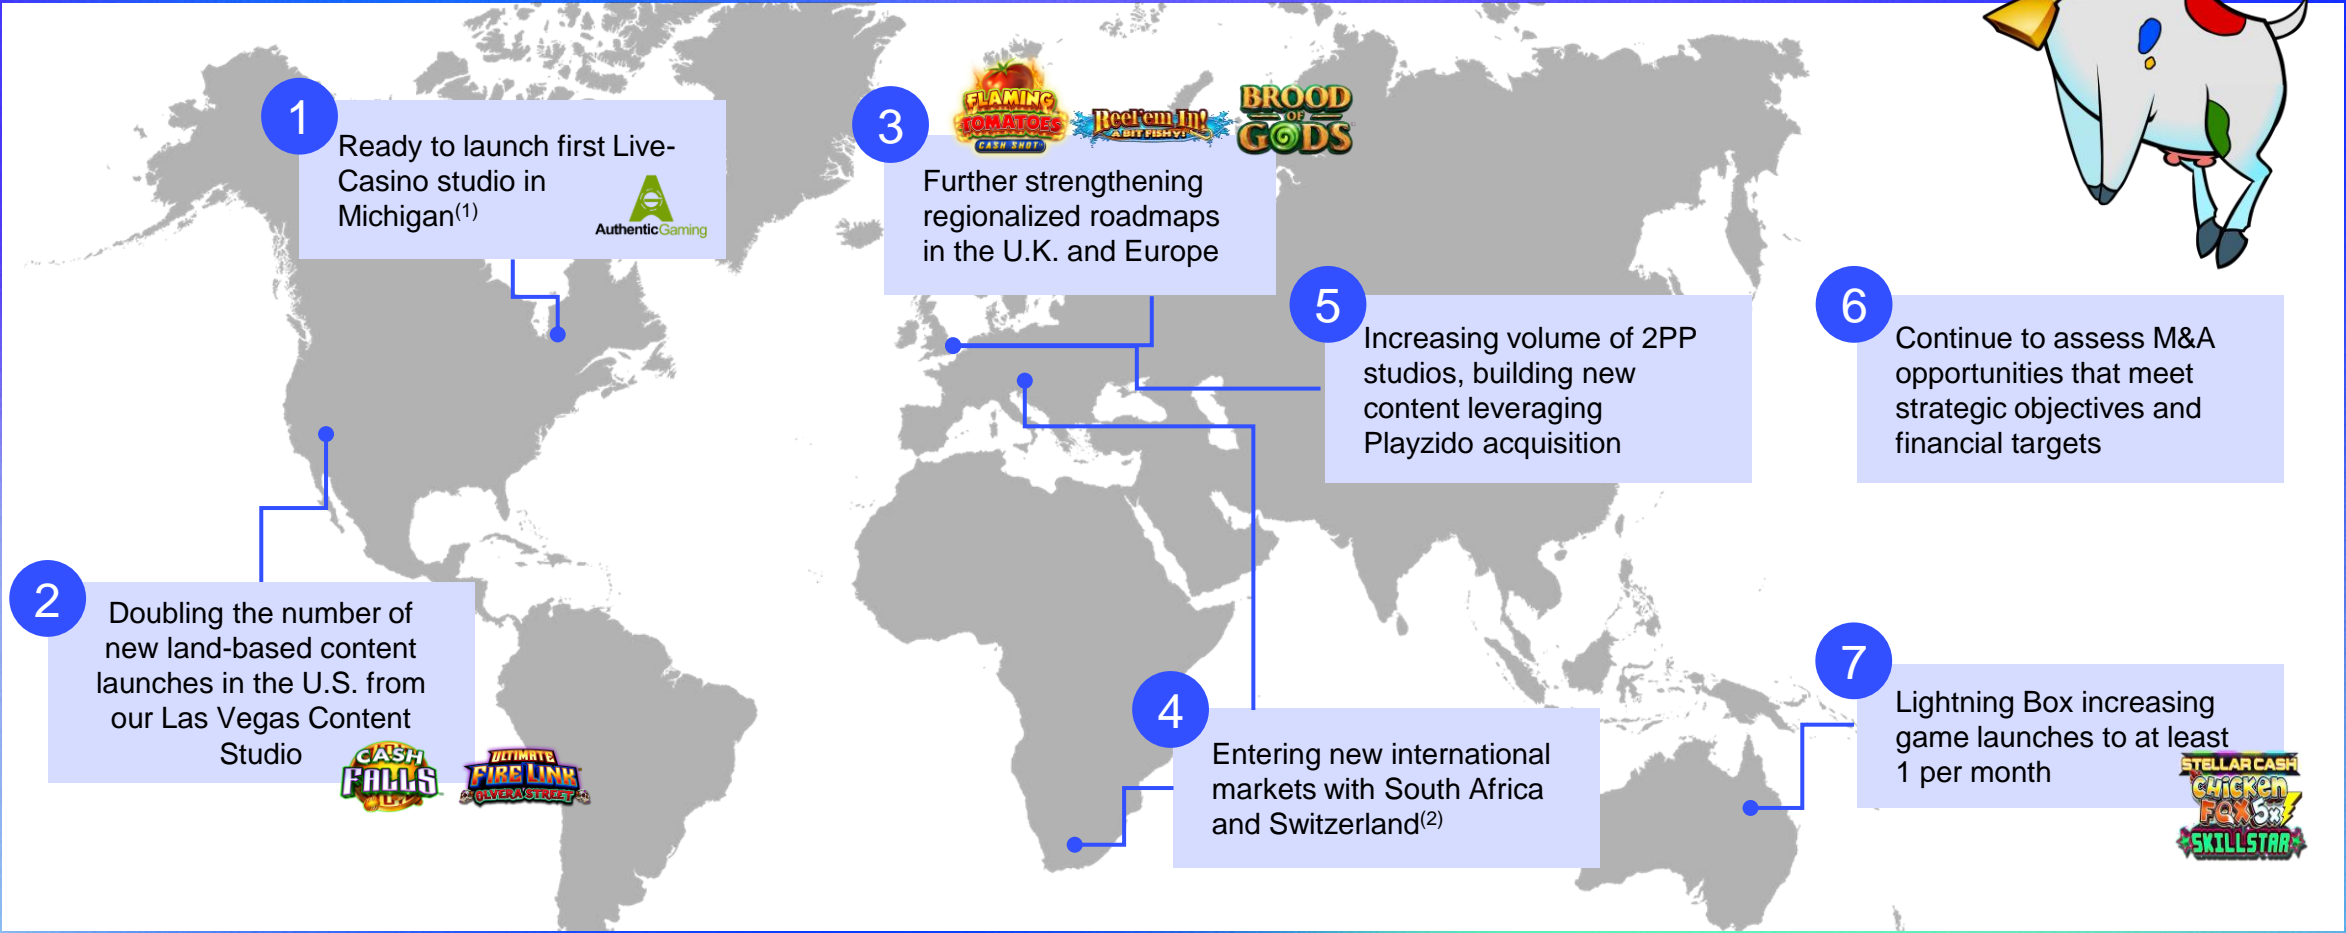 1
Ready to launch first Live-
Casino studio in
Michigan(1)
AuthenticGaming
2
Doubling the number of
new land-based content
launches in the U.S. from
our Las Vegas Content
Studio
CASH
FALLS
ULTIMATE
FIRE LINK
OLVERA STREET
3
FLAMING
TOMATOES
CASH SHOT
Reel'em In!
A BIT FISHY!
BROOD
OF
GODS
Further strengthening
regionalized roadmaps
in the U.K. and Europe
4
Entering new international
markets with South Africa
and Switzerland(2)
5
Increasing volume of 2PP
studios, building new
content leveraging
Playzido acquisition
6
Continue to assess M&A
opportunities that meet
strategic objectives and
financial targets
7
Lightning Box increasing
game launches to at least
1 per month
STELLAR CASH
CHICKEN
FOX 5x
SKILLSTAR